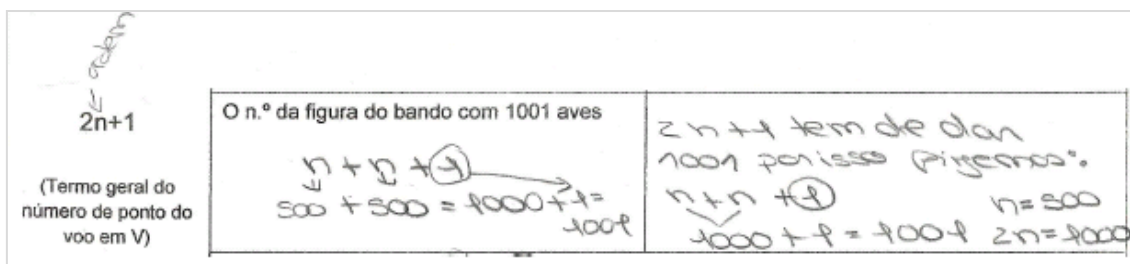 ordem
2n+1
(Termo geral do
número de ponto do
voo em V)
O n.º da figura do bando com 1001 aves
n + n + 1
500 + 500 = 1000 + 1 =
1001
2n+1 tem de dar
1001 por isso fizemos:
n + n + 1
1000 + 1 = 1001
n = 500
2n = 1000